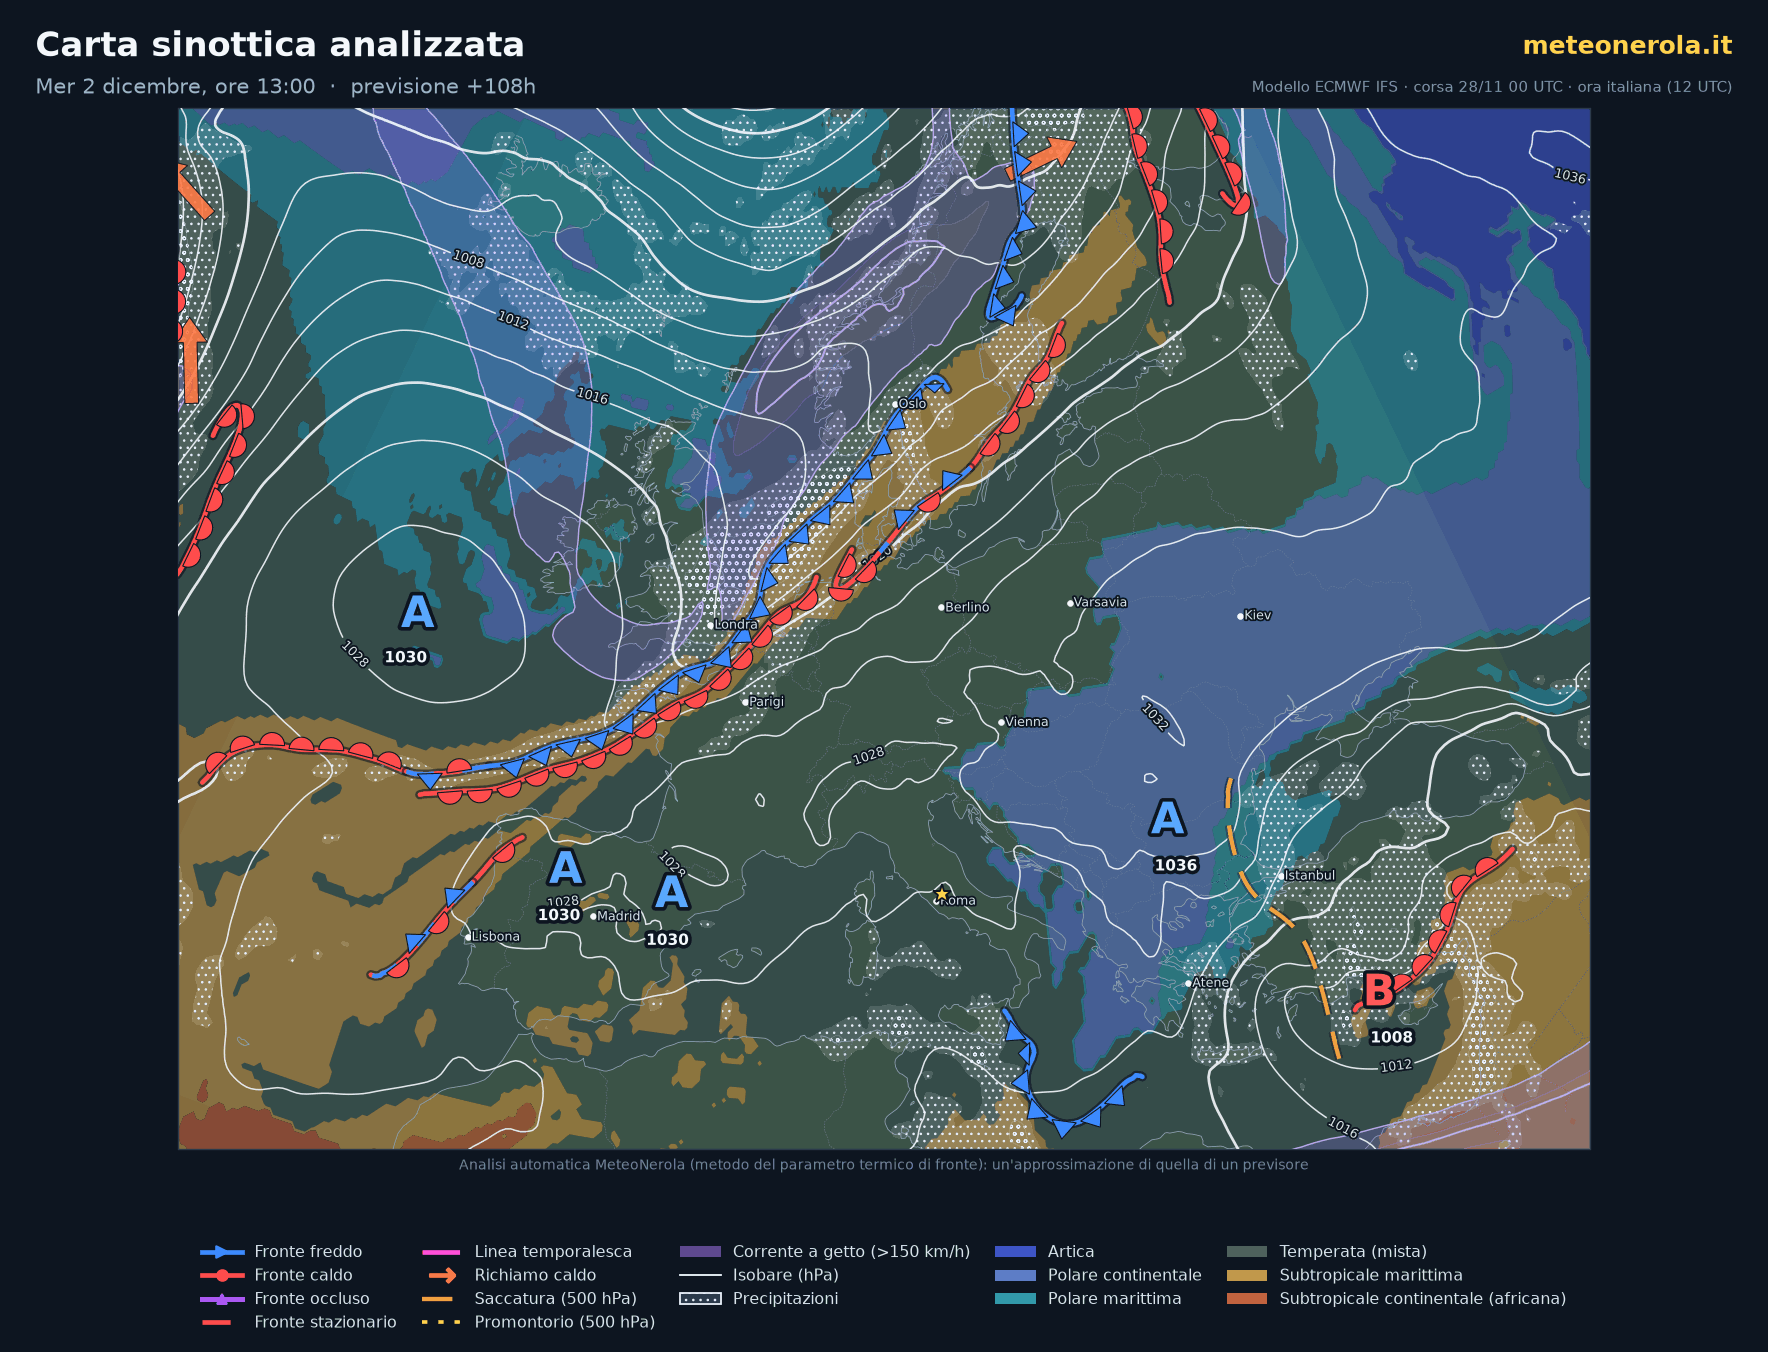 Carta sinottica analizzata
meteonerola.it
Mer 2 dicembre, ore 13:00 · previsione +108h
Modello ECMWF IFS · corsa 28/11 00 UTC · ora italiana (12 UTC)
1036
1008
1012
1016
Oslo
Berlino
Varsavia
Kiev
Londra
A
1030
1028
Parigi
Vienna
1032
1028
A
1036
A
1030
1028
Madrid
1028
A
1030
Lisbona
Roma
Istanbul
Atene
B
1008
1012
1016
Analisi automatica MeteoNerola (metodo del parametro termico di fronte): un'approssimazione di quella di un previsore
Fronte freddo
Fronte caldo
Fronte occluso
Fronte stazionario
Linea temporalesca
Richiamo caldo
Saccatura (500 hPa)
Promontorio (500 hPa)
Corrente a getto (>150 km/h)
Isobare (hPa)
Precipitazioni
Artica
Polare continentale
Polare marittima
Temperata (mista)
Subtropicale marittima
Subtropicale continentale (africana)